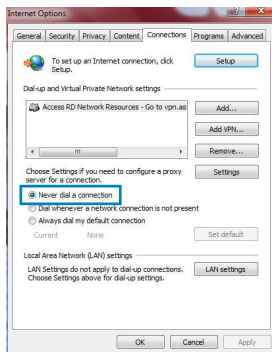 Internet Options
General Security Privacy Content Connections Programs Advanced
To set up an Internet connection, click
Setup.
Setup
Dial-up and Virtual Private Network settings
Access RD Network Resources - Go to vpn.as
Add...
Add VPN...
Remove...
Choose Settings if you need to configure a proxy
server for a connection.
Settings
Never dial a connection
Dial whenever a network connection is not present
Always dial my default connection
Current None
Set default
Local Area Network (LAN) settings
LAN Settings do not apply to dial-up connections.
Choose Settings above for dial-up settings.
LAN settings
OK Cancel Apply